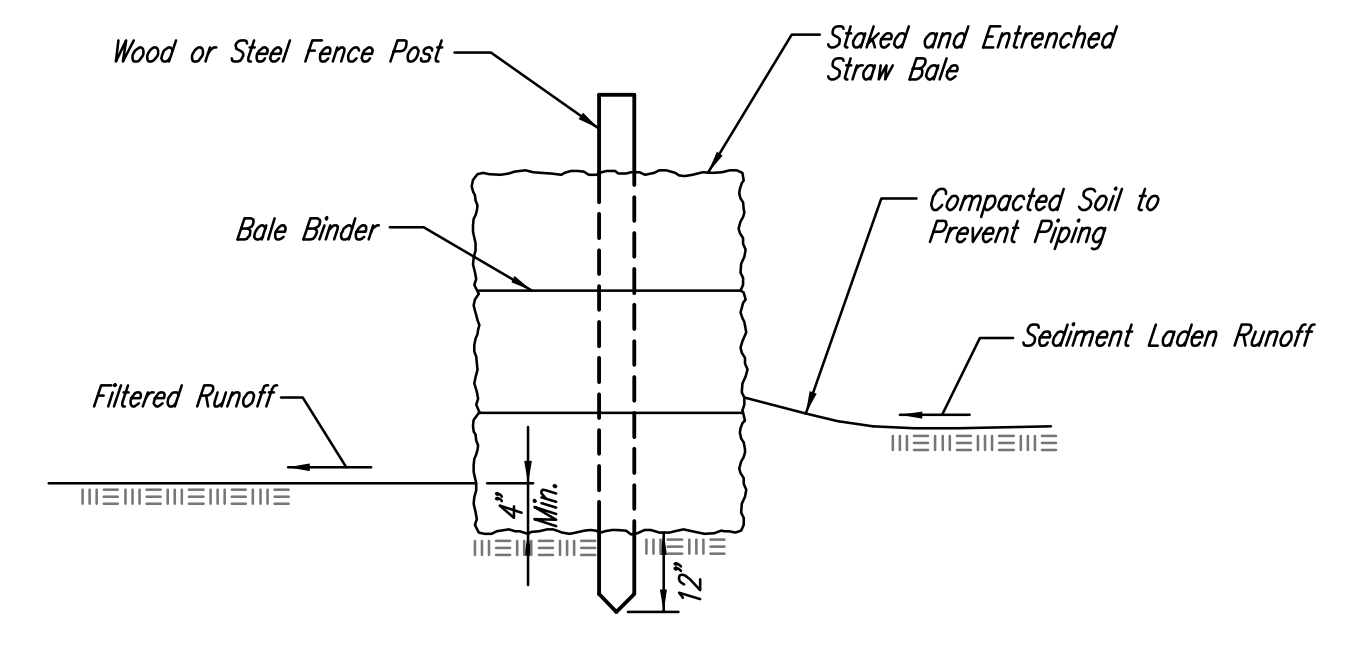 Wood or Steel Fence Post
Staked and Entrenched
Straw Bale
Bale Binder
Compacted Soil to
Prevent Piping
Sediment Laden Runoff
Filtered Runoff
4"
Min.
12"